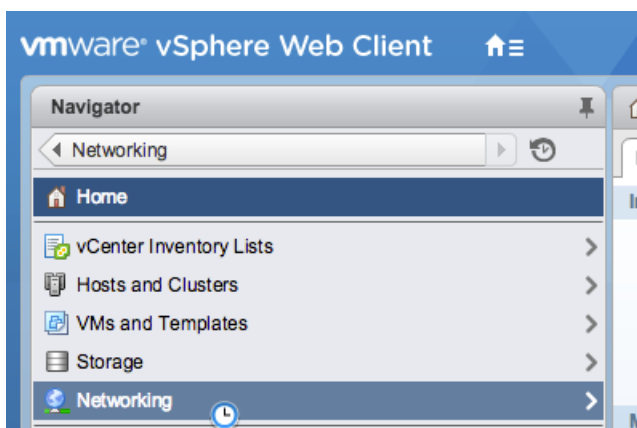 vmware® vSphere Web Client
Navigator
Networking
Home
vCenter Inventory Lists
Hosts and Clusters
VMs and Templates
Storage
Networking